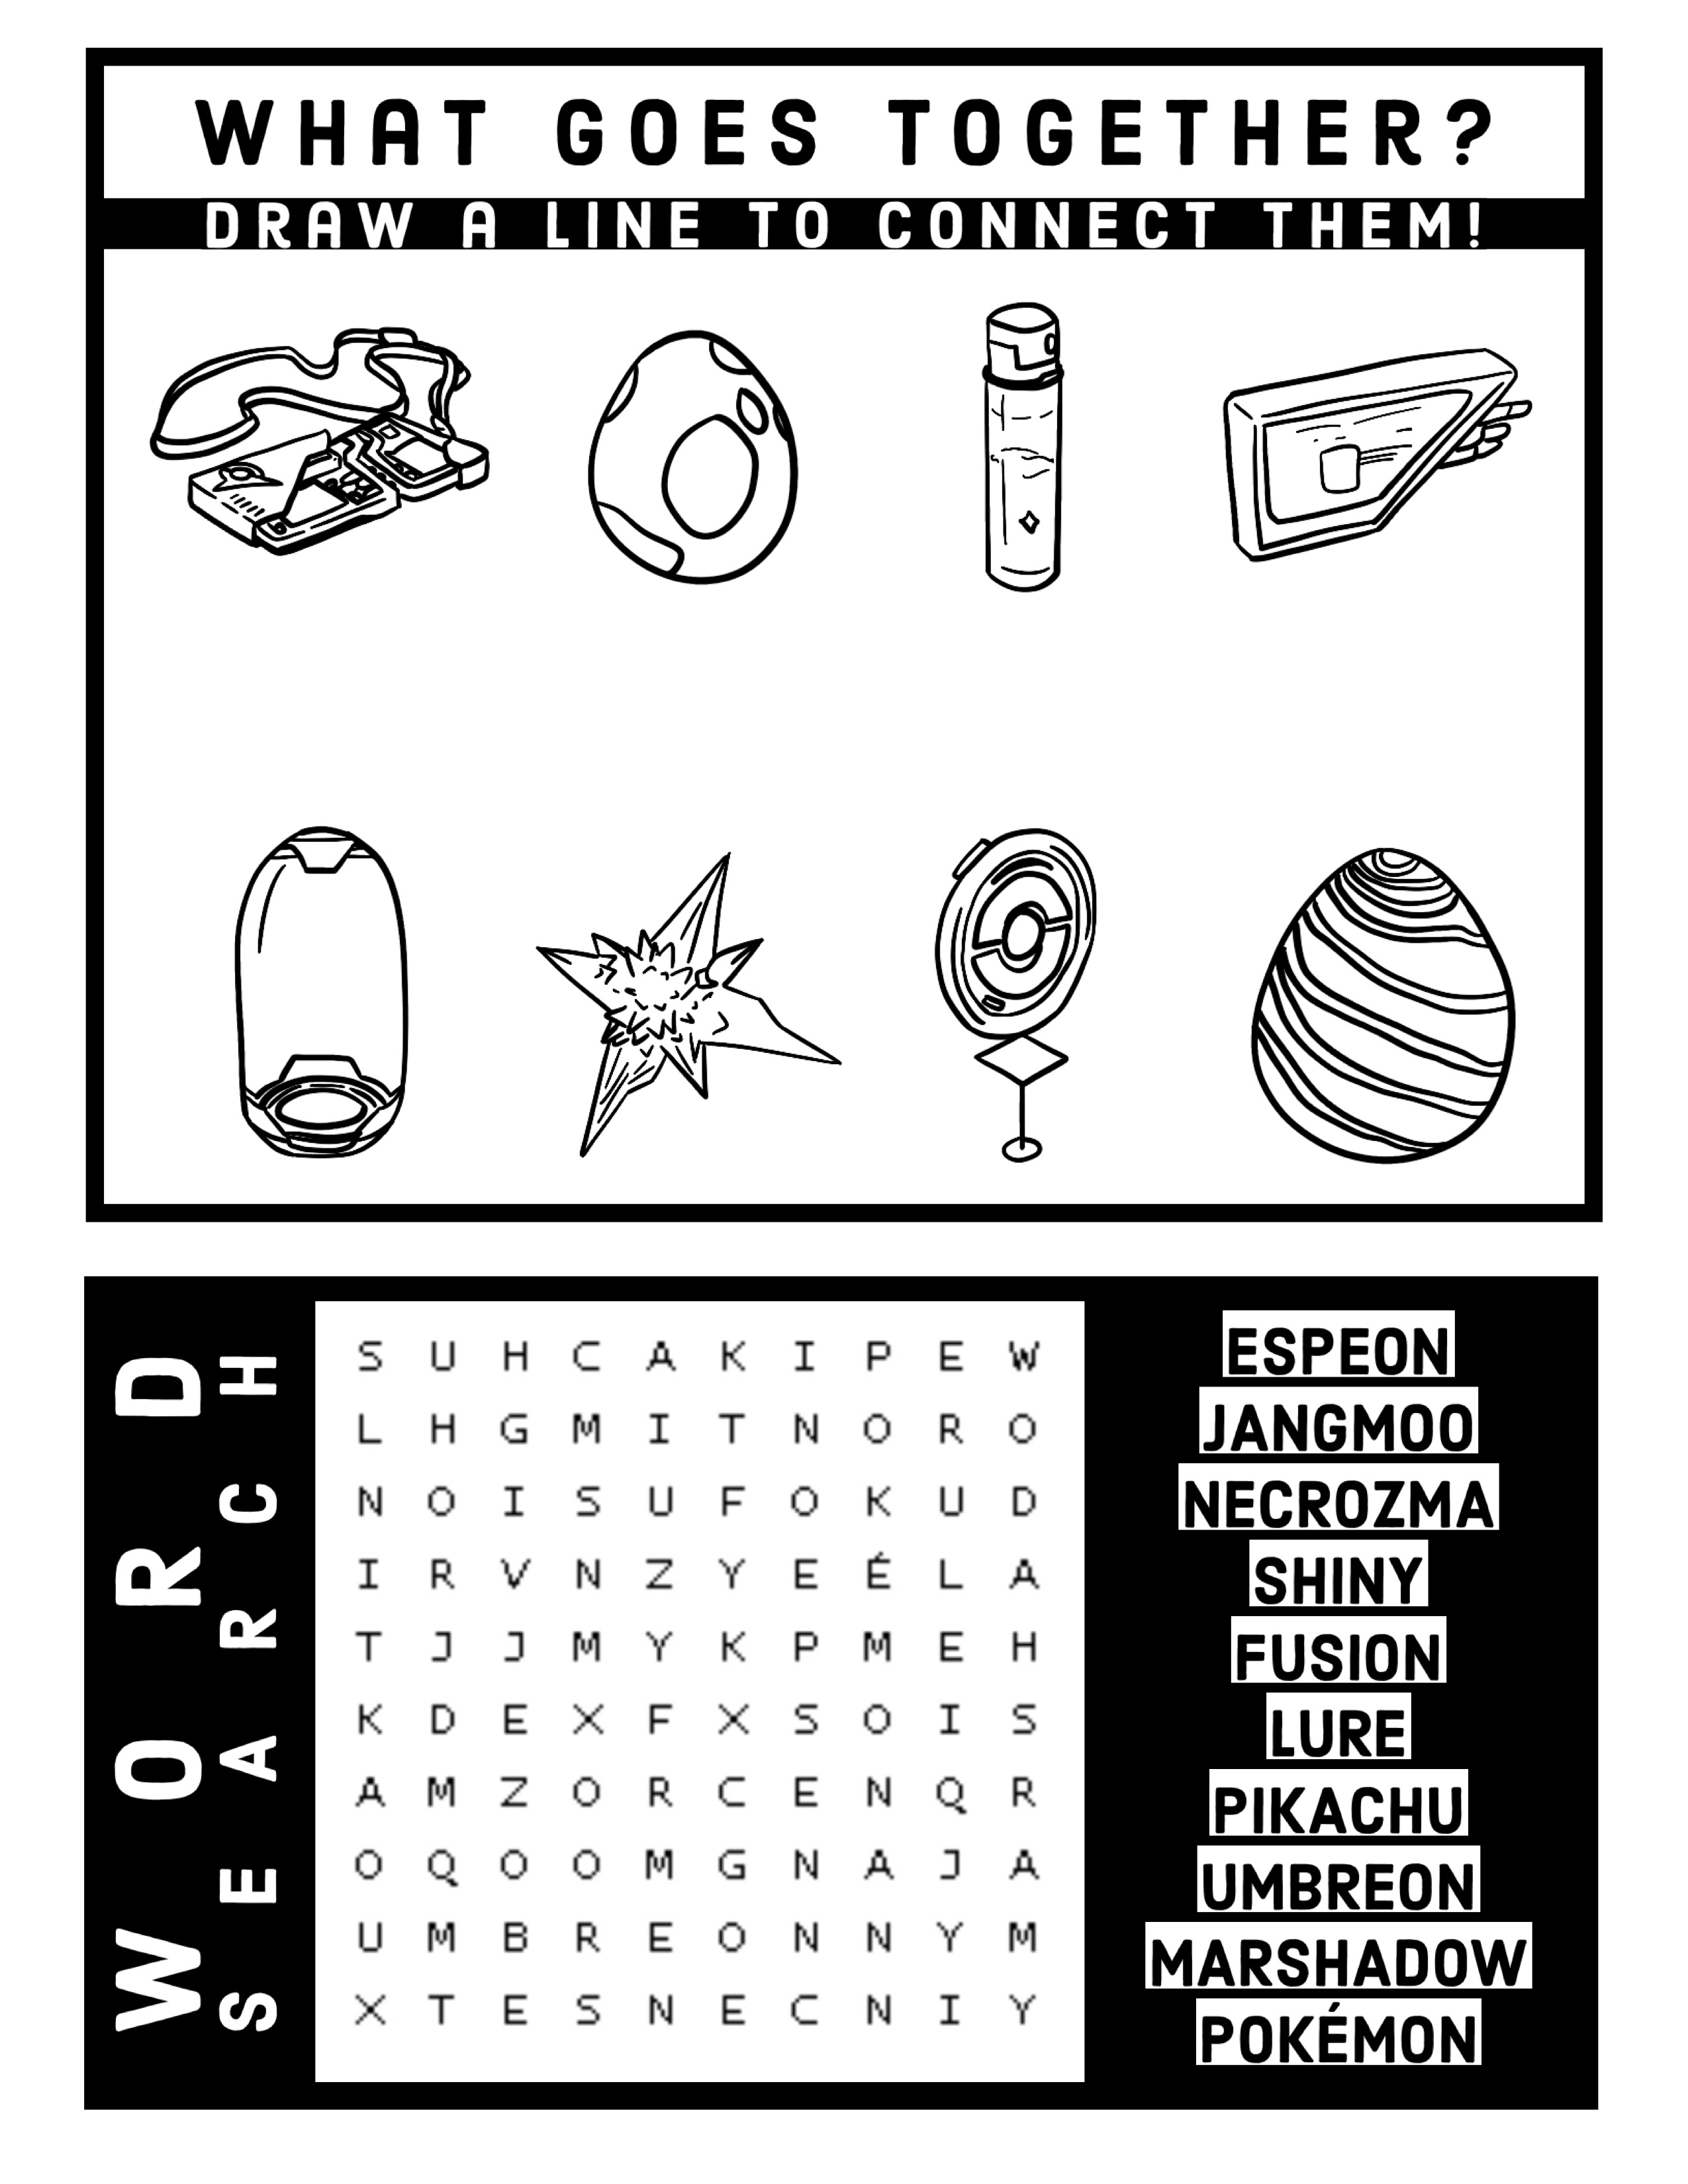 WHAT GOES TOGETHER?
DRAW A LINE TO CONNECT THEM!
WORD
SEARCH
S U H C A K I P E W
L H G M I T N O R O
N O I S U F O K U D
I R V N Z Y E É L A
T J J M Y K P M E H
K D E X F X S O I S
A M Z O R C E N Q R
O Q O O M G N A J A
U M B R E O N N Y M
X T E S N E C N I Y
ESPEON
JANGMOO
NECROZMA
SHINY
FUSION
LURE
PIKACHU
UMBREON
MARSHADOW
POKÉMON